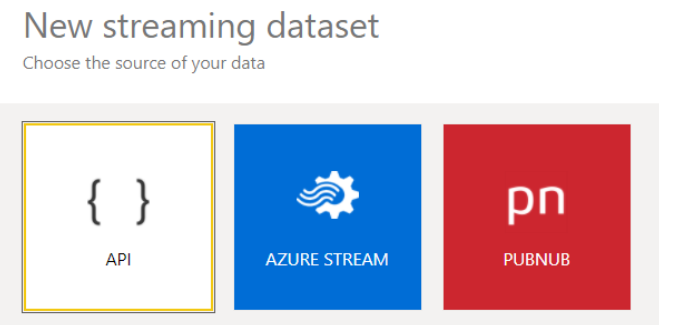 New streaming dataset
Choose the source of your data
{ }
pn
API
AZURE STREAM
PUBNUB